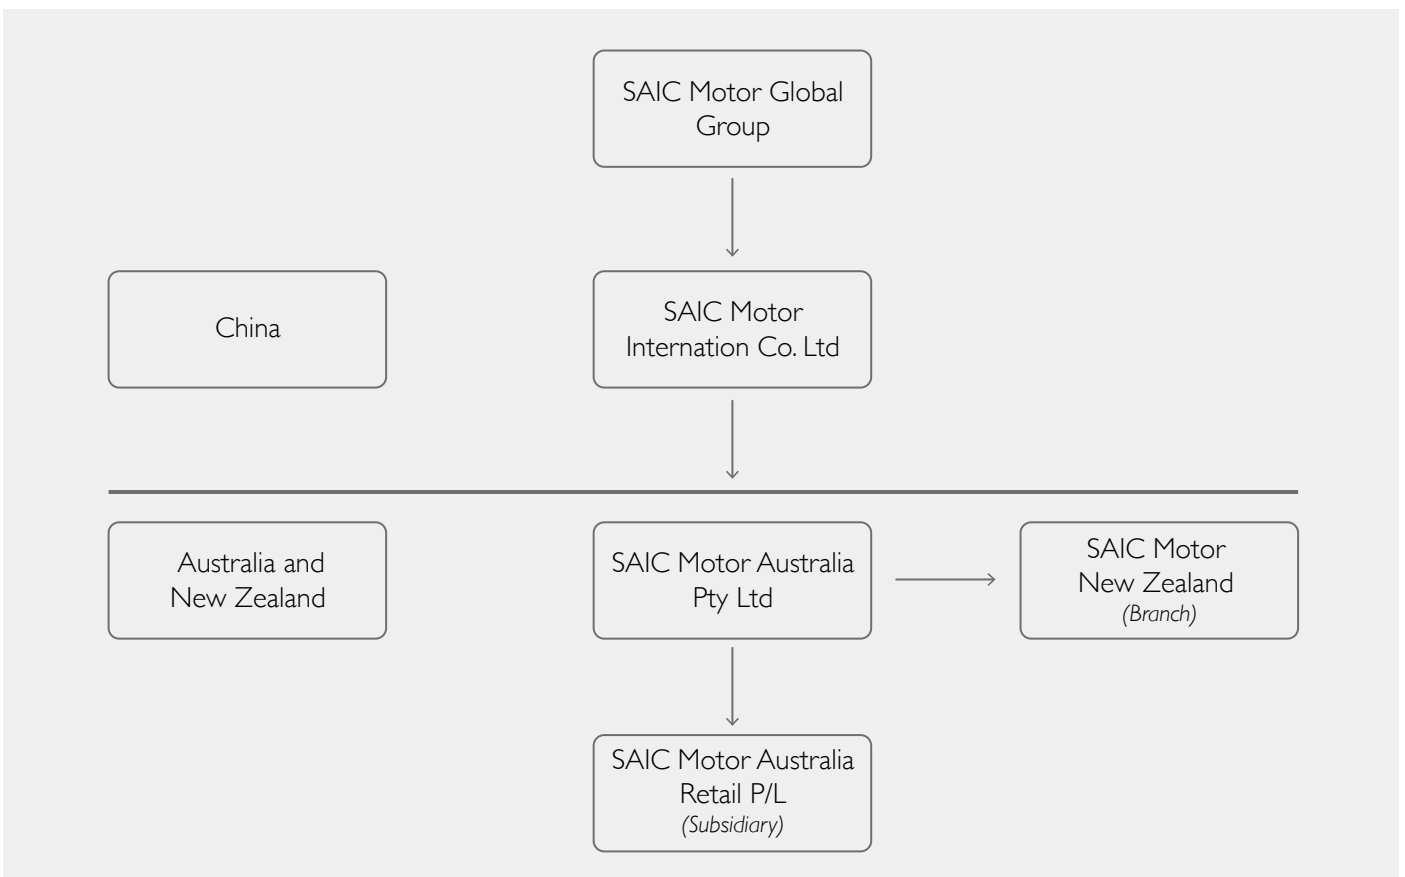 SAIC Motor Global
Group
China
SAIC Motor
Internation Co. Ltd
Australia and
New Zealand
SAIC Motor Australia
Pty Ltd
SAIC Motor
New Zealand
(Branch)
SAIC Motor Australia
Retail P/L
(Subsidiary)